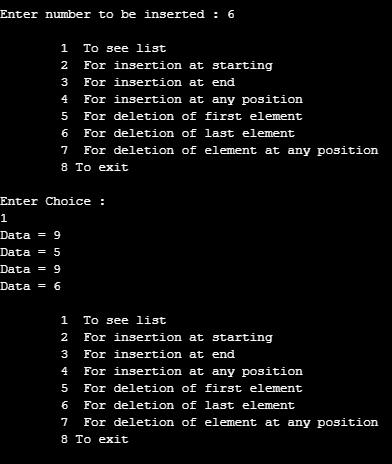 Enter number to be inserted : 6
1  To see list
2  For insertion at starting
3  For insertion at end
4  For insertion at any position
5  For deletion of first element
6  For deletion of last element
7  For deletion of element at any position
8 To exit
Enter Choice :
1
Data = 9
Data = 5
Data = 9
Data = 6
1  To see list
2  For insertion at starting
3  For insertion at end
4  For insertion at any position
5  For deletion of first element
6  For deletion of last element
7  For deletion of element at any position
8 To exit